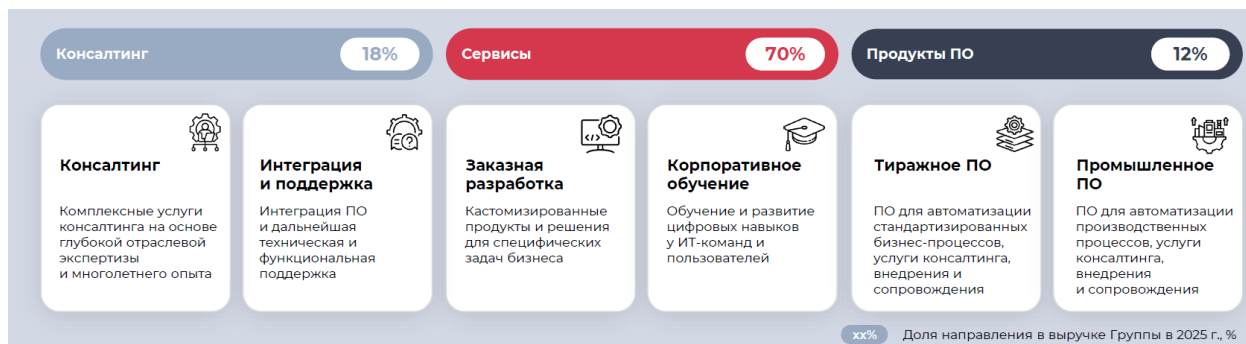 Консалтинг 18%
Сервисы 70%
Продукты ПО 12%
Консалтинг
Комплексные услуги
консалтинга на основе
глубокой отраслевой
экспертизы
и многолетнего опыта
Интеграция
и поддержка
Интеграция ПО
и дальнейшая
техническая и
функциональная
поддержка
Заказная
разработка
Кастомизированные
продукты и решения
для специфических
задач бизнеса
Корпоративное
обучение
Обучение и развитие
цифровых навыков
у ИТ-команд и
пользователей
Тиражное ПО
ПО для автоматизации
стандартизированных
бизнес-процессов,
услуги консалтинга,
внедрения и
сопровождения
Промышленное
ПО
ПО для автоматизации
производственных
процессов, услуги
консалтинга,
внедрения
и сопровождения
xx% Доля направления в выручке Группы в 2025 г., %